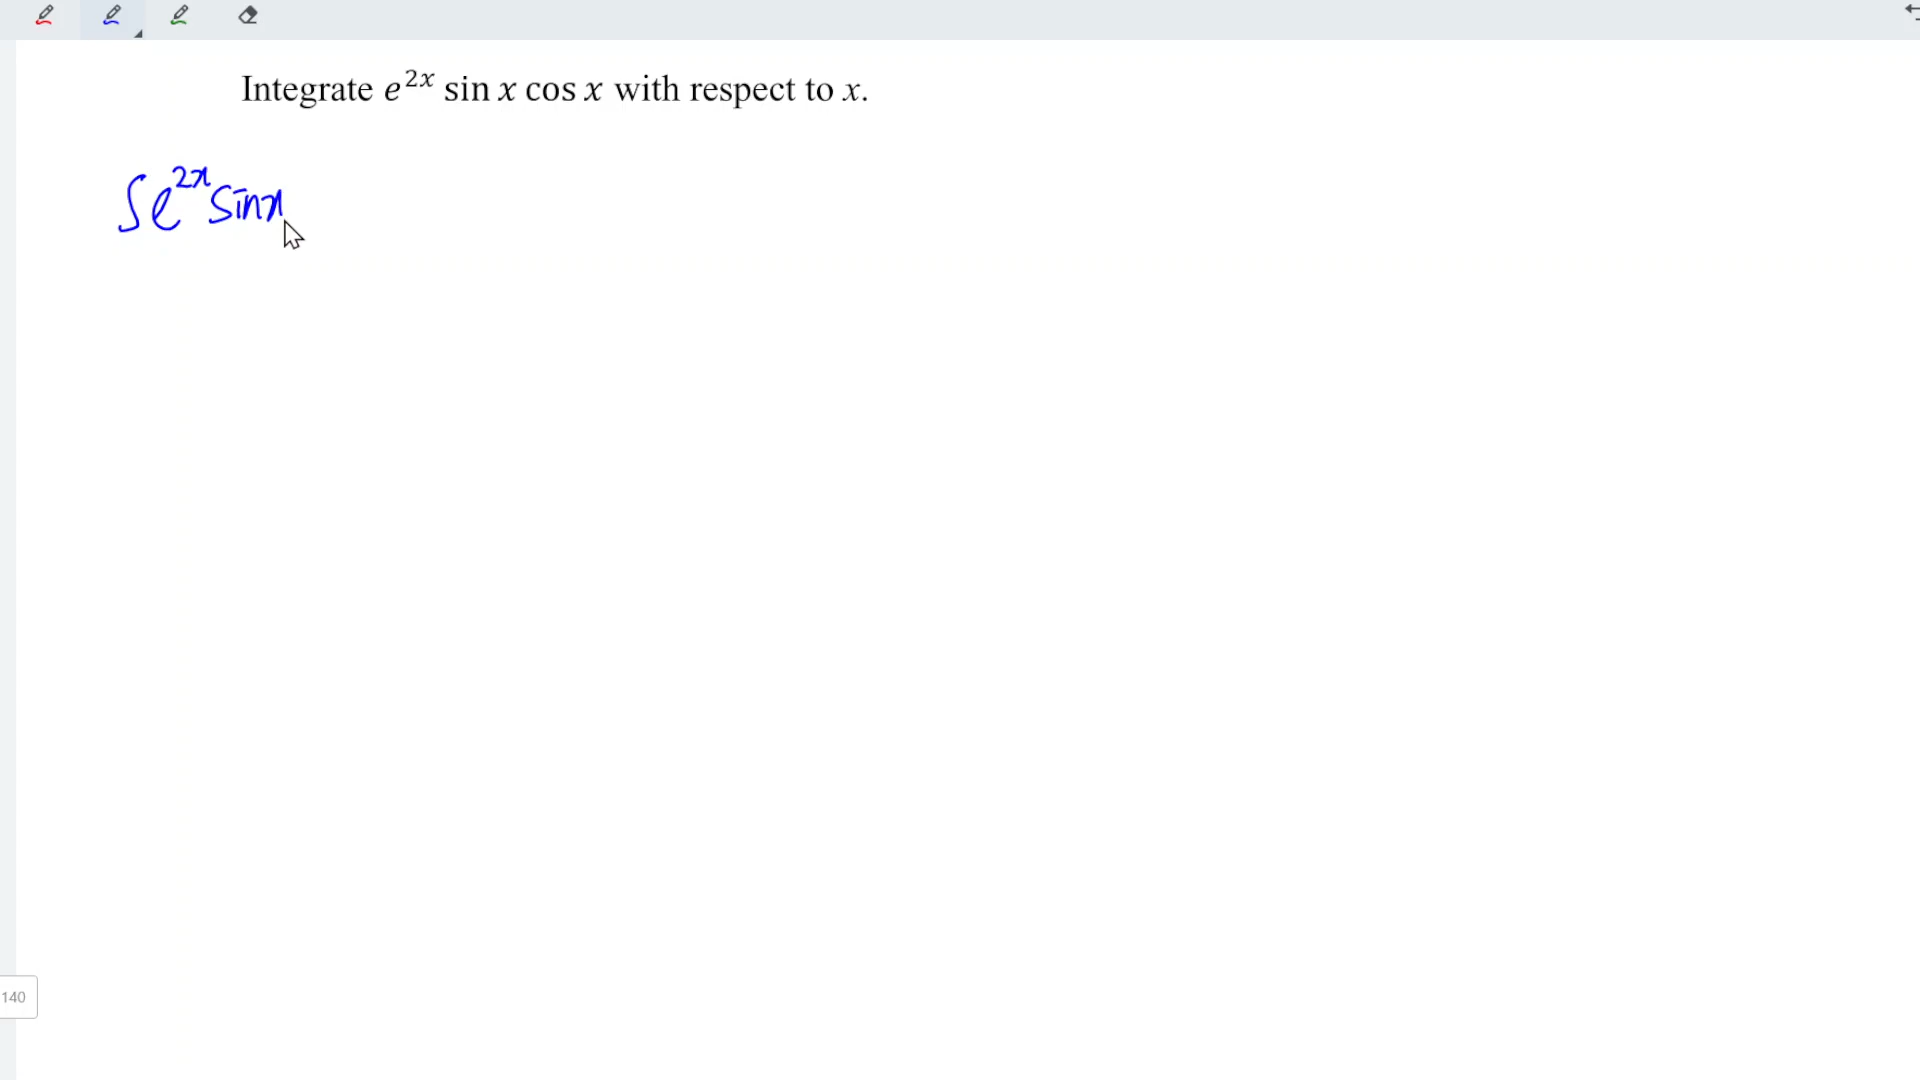 Integrate e^{2x} sin x cos x with respect to x.
∫e^{2x} sinx
140